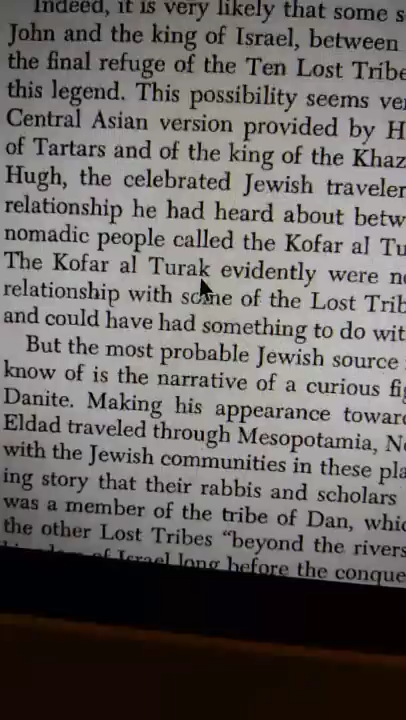 Indeed, it is very likely that some s
John and the king of Israel, between
the final refuge of the Ten Lost Tribe
this legend. This possibility seems ve
Central Asian version provided by H
of Tartars and of the king of the Khaz
Hugh, the celebrated Jewish traveler
relationship he had heard about betw
nomadic people called the Kofar al Tu
The Kofar al Turak evidently were n
relationship with some of the Lost Trib
and could have had something to do wit
But the most probable Jewish source
know of is the narrative of a curious fig
Danite. Making his appearance towar
Eldad traveled through Mesopotamia, N
with the Jewish communities in these pla
ing story that their rabbis and scholars
was a member of the tribe of Dan, whic
the other Lost Tribes "beyond the rivers
of Israel long before the conque